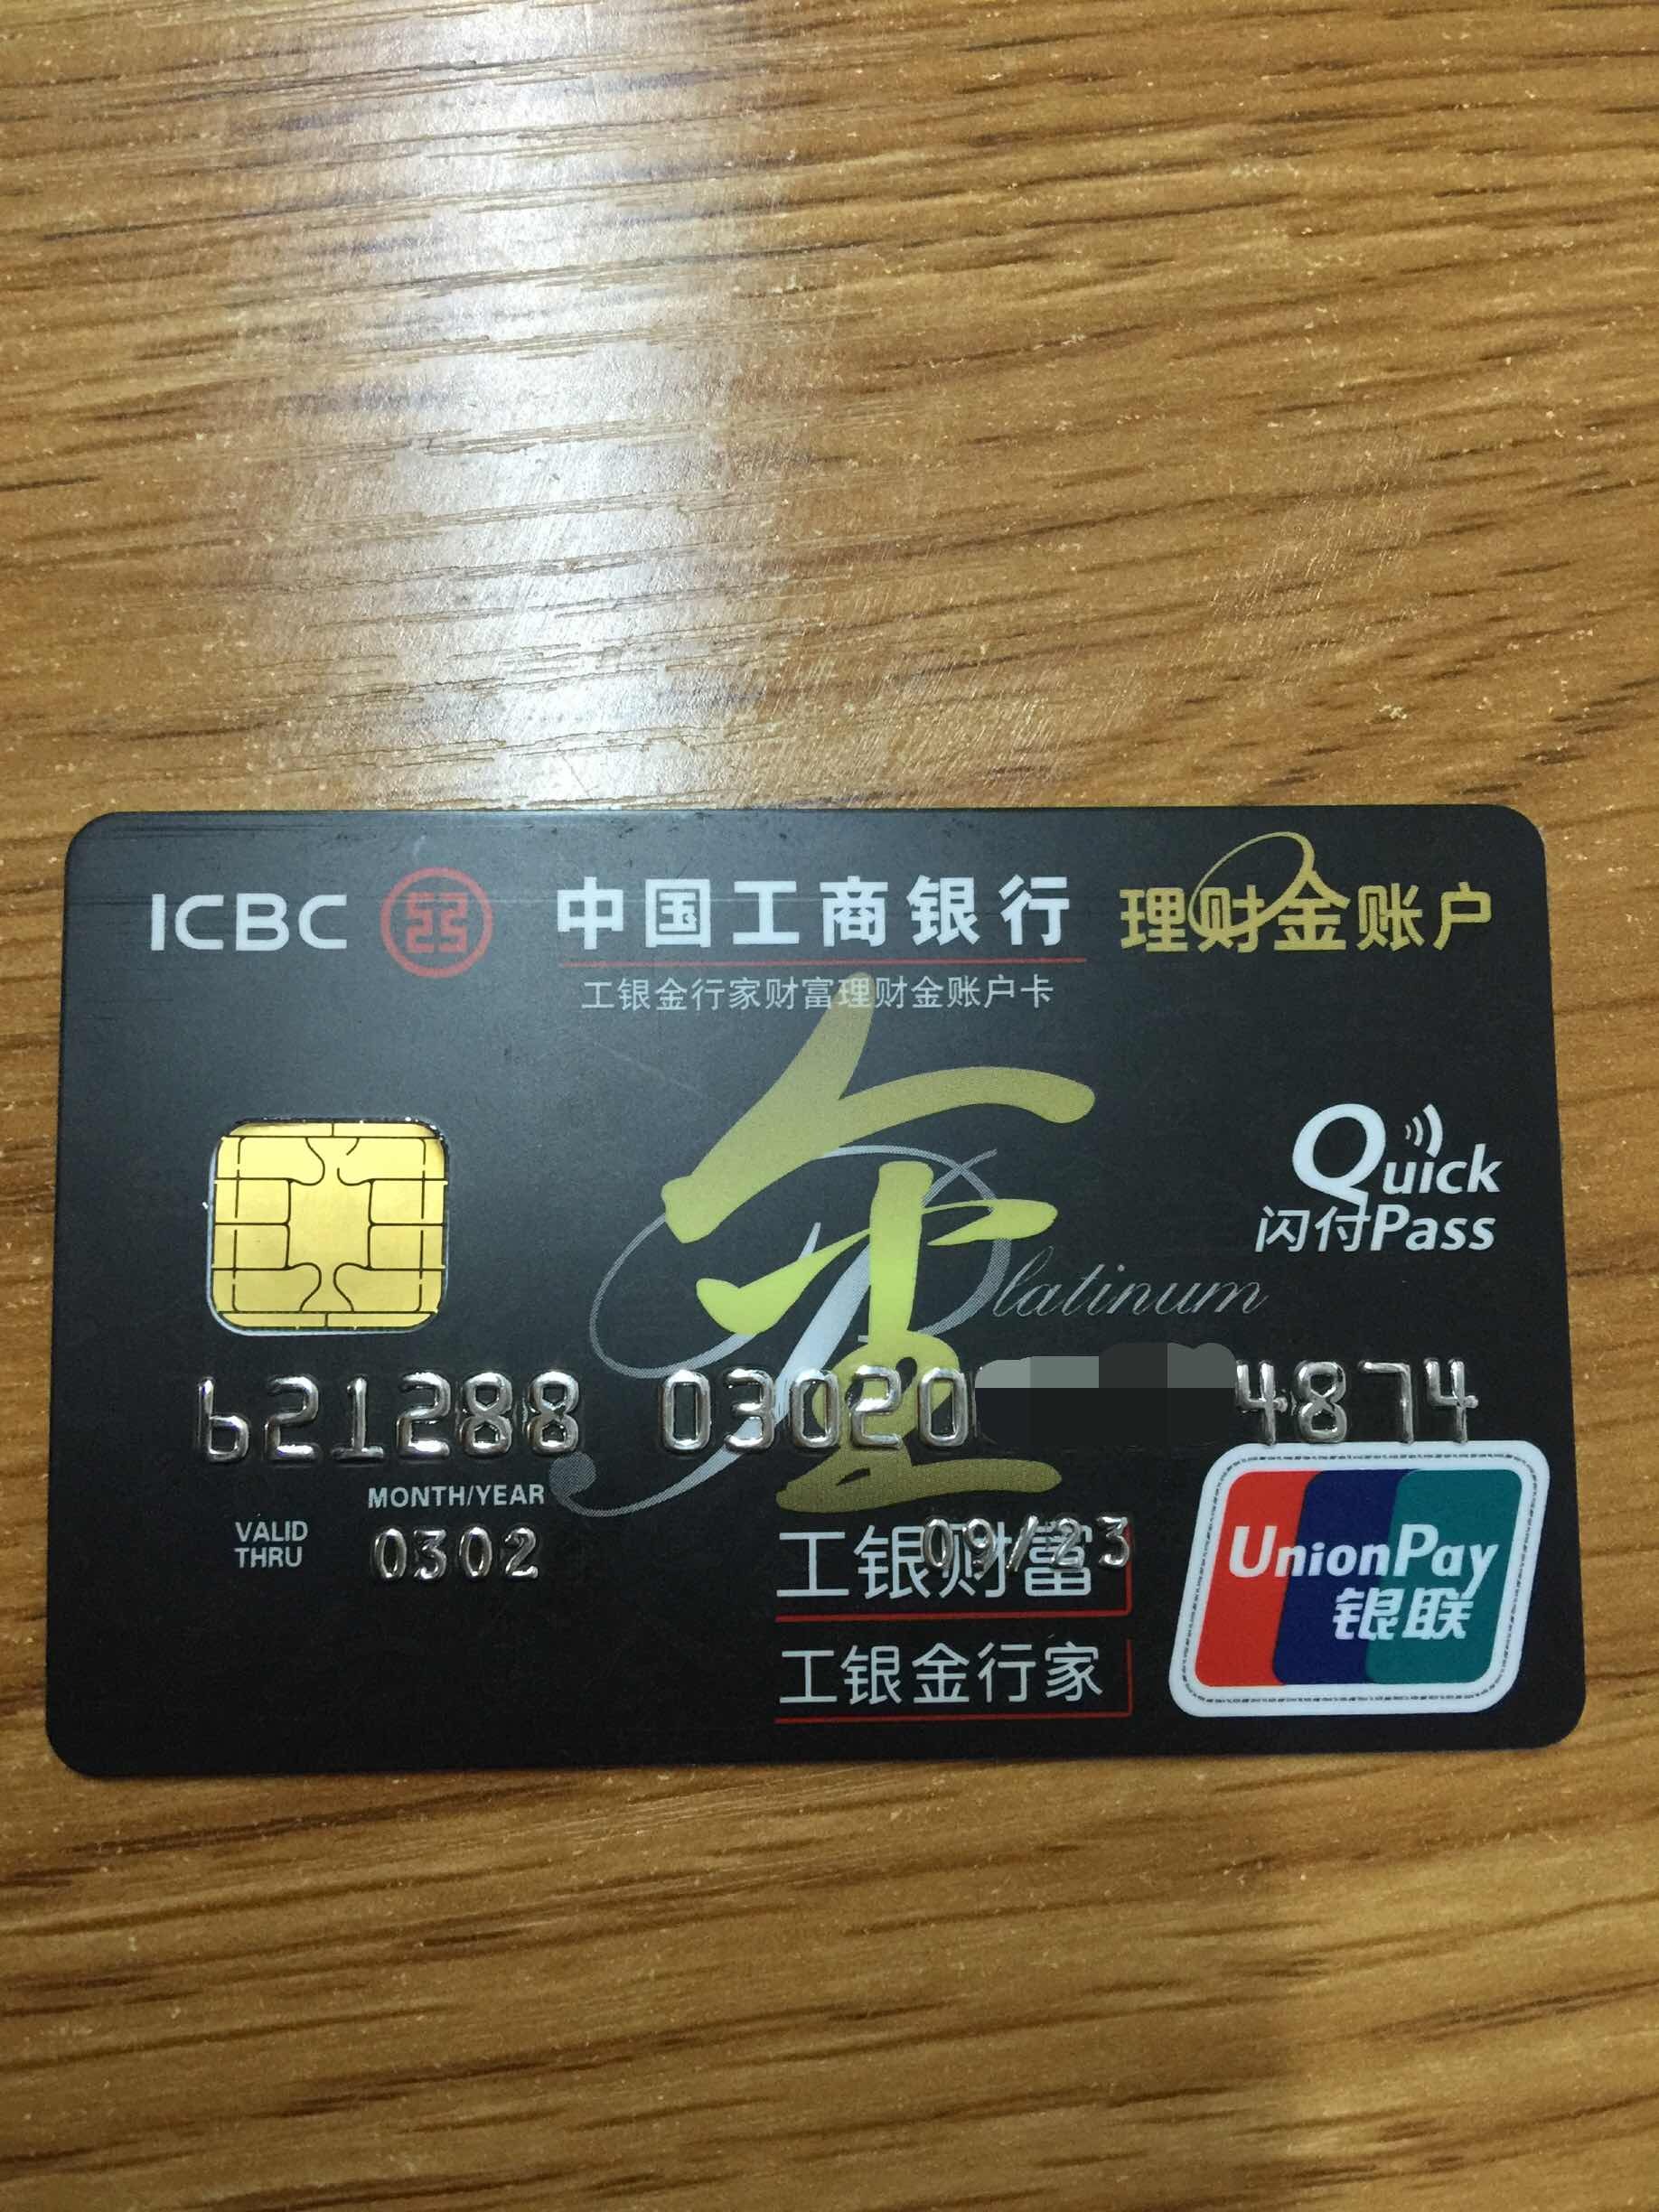 ICBC 中国工商银行 理财金账户
工银金行家财富理财金账户卡
金
Quick
闪付Pass
Platinum
621288 03020 4874
MONTH/YEAR
VALID THRU 0302 09/23
工银财富
工银金行家
UnionPay
银联